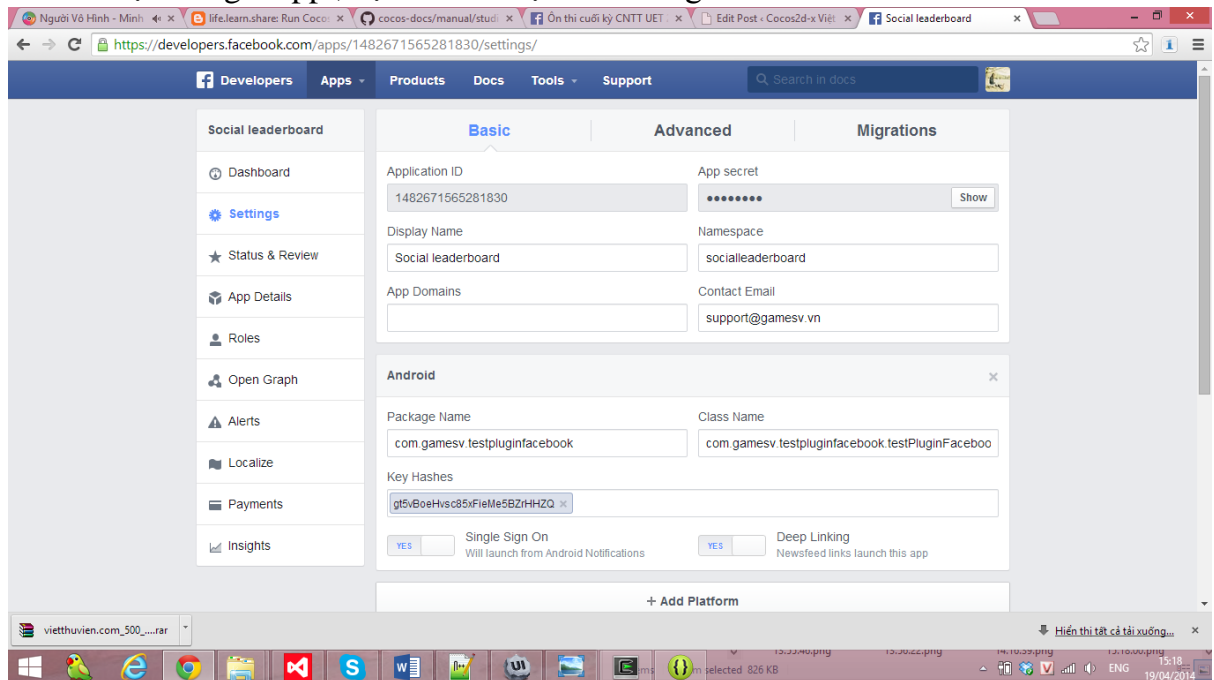 Người Vô Hình - Minh
life.learn.share: Run Coco
cocos-docs/manual/studi
Ôn thi cuối kỳ CNTT UET
Edit Post ‹ Cocos2d-x Việt
Social leaderboard
https://developers.facebook.com/apps/1482671565281830/settings/
Developers Apps Products Docs Tools Support Search in docs
Social leaderboard
Dashboard
Settings
Status & Review
App Details
Roles
Open Graph
Alerts
Localize
Payments
Insights
Basic Advanced Migrations
Application ID App secret
1482671565281830 •••••••• Show
Display Name Namespace
Social leaderboard socialleaderboard
App Domains Contact Email
support@gamesv.vn
Android
Package Name Class Name
com.gamesv.testpluginfacebook com.gamesv.testpluginfacebook.testPluginFaceboo
Key Hashes
gt5vBoeHvsc85xFieMe5BZrHHZQ
YES Single Sign On YES Deep Linking
Will launch from Android Notifications Newsfeed links launch this app
+ Add Platform
vietthuvien.com_500_....rar Hiển thị tất cả tải xuống...
selected 826 KB
ENG 15:18
19/04/2014